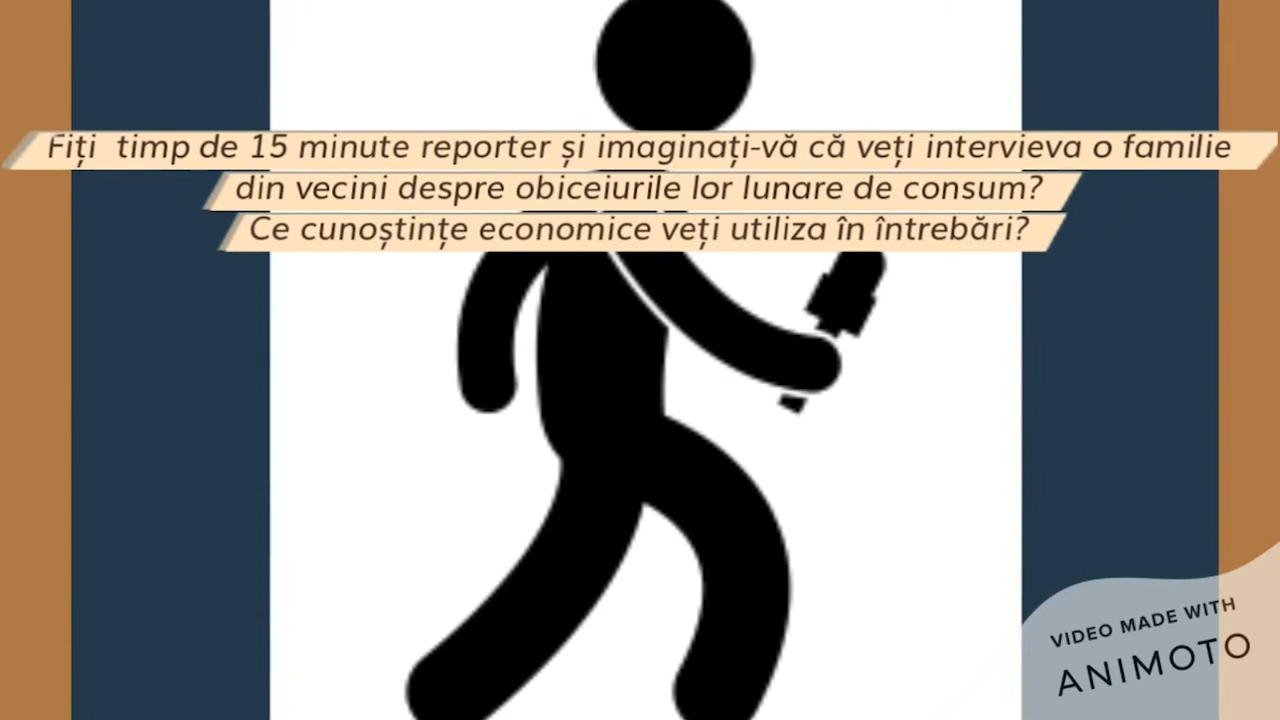 Fiți timp de 15 minute reporter și imaginați-vă că veți intervieva o familie
din vecini despre obiceiurile lor lunare de consum?
Ce cunoștințe economice veți utiliza în întrebări?
VIDEO MADE WITH
ANIMOTO